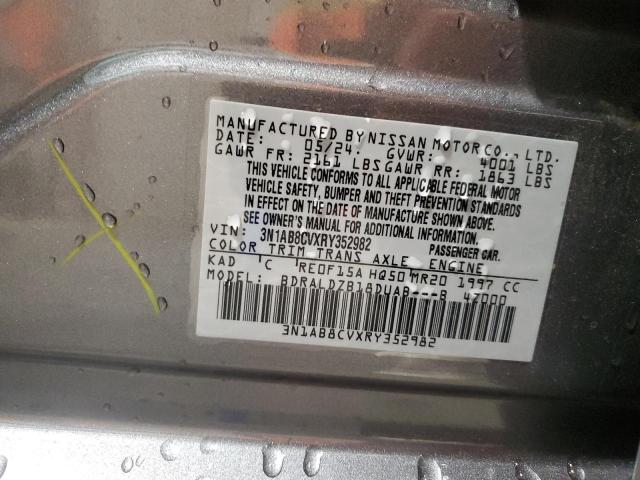 MANUFACTURED BY NISSAN MOTOR CO., LTD.
DATE: 05/24. GVWR: 4001 LBS
GAWR FR: 2161 LBS GAWR RR: 1863 LBS
THIS VEHICLE CONFORMS TO ALL APPLICABLE FEDERAL MOTOR
VEHICLE SAFETY, BUMPER AND THEFT PREVENTION STANDARDS
IN EFFECT ON THE DATE OF MANUFACTURE SHOWN ABOVE.
SEE OWNER'S MANUAL FOR ADDITIONAL INFORMATION.
VIN: 3N1AB8CVXRY352982 PASSENGER CAR.
COLOR TRIM TRANS AXLE ENGINE
KAD C RE0F15A HQ50 MR20 1997 CC
MODEL: BDRALDZB18DUAB---B 4Z000
3N1AB8CVXRY352982